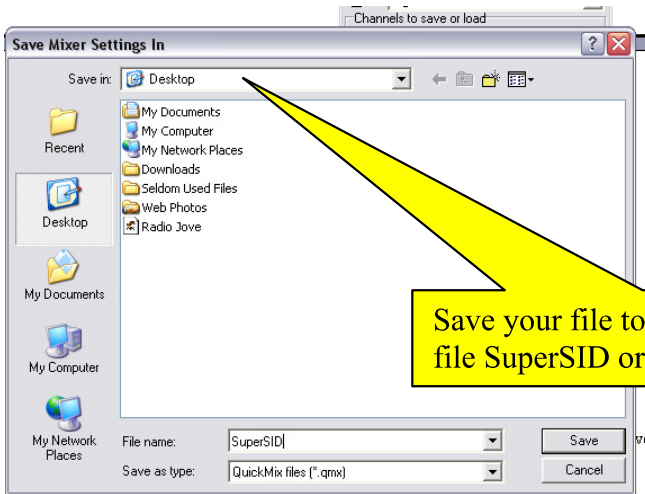 Channels to save or load
Save Mixer Settings In
Save in:
Desktop
Recent
Desktop
My Documents
My Computer
My Network
Places
My Documents
My Computer
My Network Places
Downloads
Seldom Used Files
Web Photos
Radio Jove
Save your file to
file SuperSID or
File name:
SuperSID
Save
Save as type:
QuickMix files (*.qmx)
Cancel